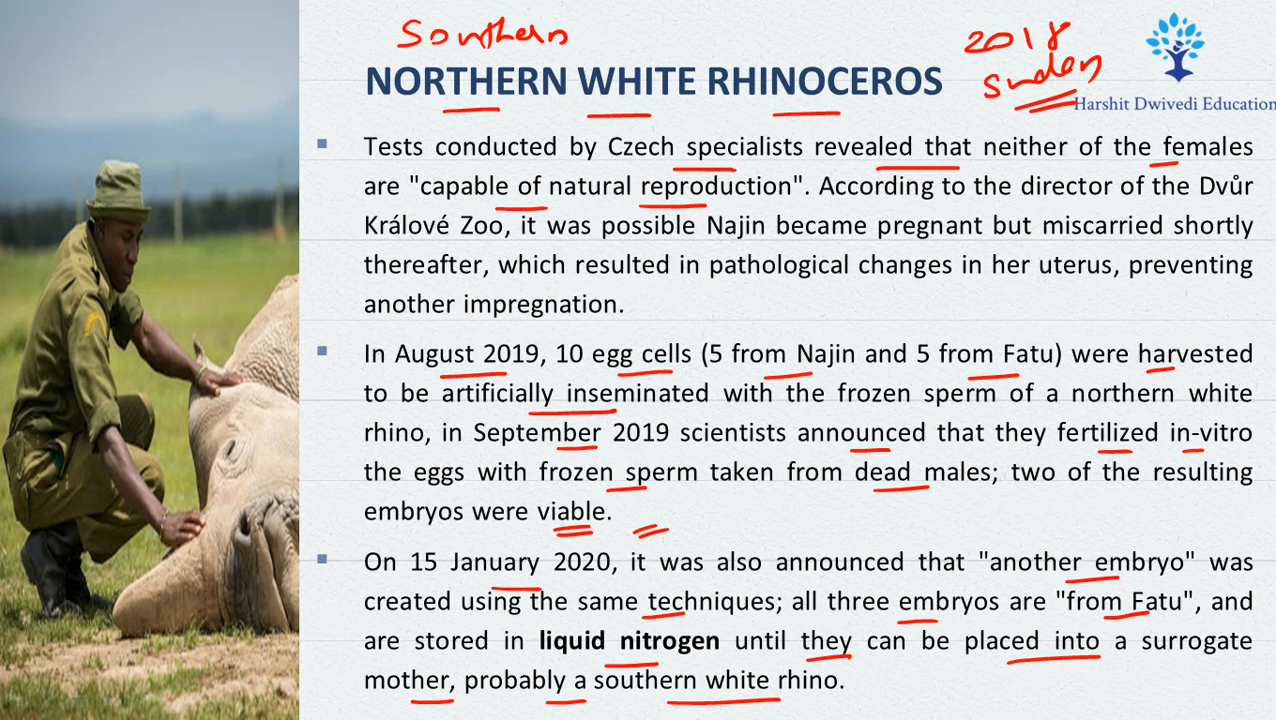 Southern
2018
Sudan
NORTHERN WHITE RHINOCEROS
Harshit Dwivedi Education
▪ Tests conducted by Czech specialists revealed that neither of the females
are "capable of natural reproduction". According to the director of the Dvůr
Králové Zoo, it was possible Najin became pregnant but miscarried shortly
thereafter, which resulted in pathological changes in her uterus, preventing
another impregnation.
▪ In August 2019, 10 egg cells (5 from Najin and 5 from Fatu) were harvested
to be artificially inseminated with the frozen sperm of a northern white
rhino, in September 2019 scientists announced that they fertilized in-vitro
the eggs with frozen sperm taken from dead males; two of the resulting
embryos were viable.
▪ On 15 January 2020, it was also announced that "another embryo" was
created using the same techniques; all three embryos are "from Fatu", and
are stored in liquid nitrogen until they can be placed into a surrogate
mother, probably a southern white rhino.